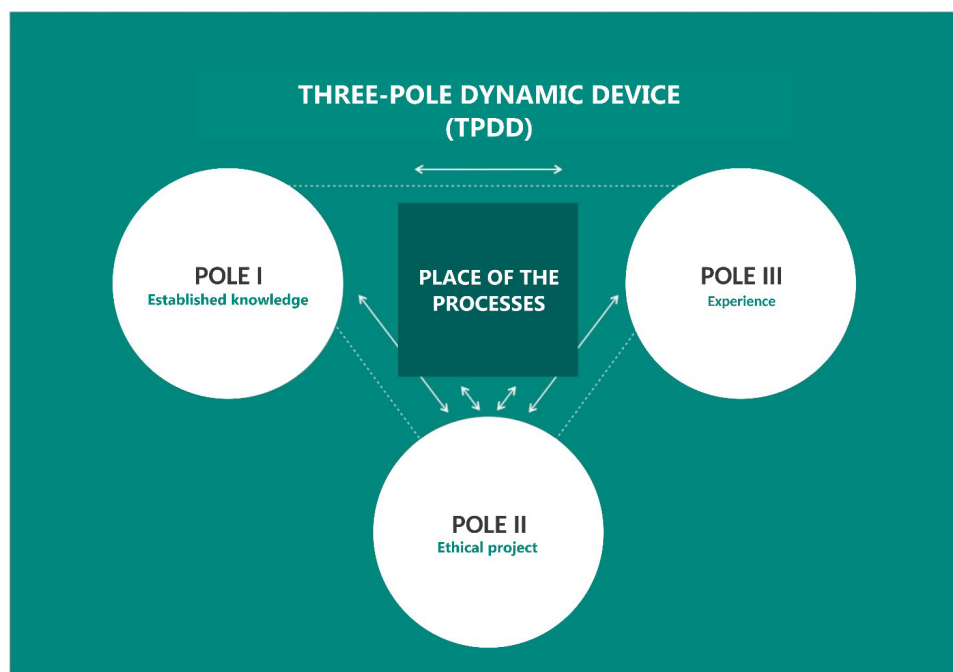 THREE-POLE DYNAMIC DEVICE
(TPDD)
POLE I
Established knowledge
PLACE OF THE
PROCESSES
POLE III
Experience
POLE II
Ethical project